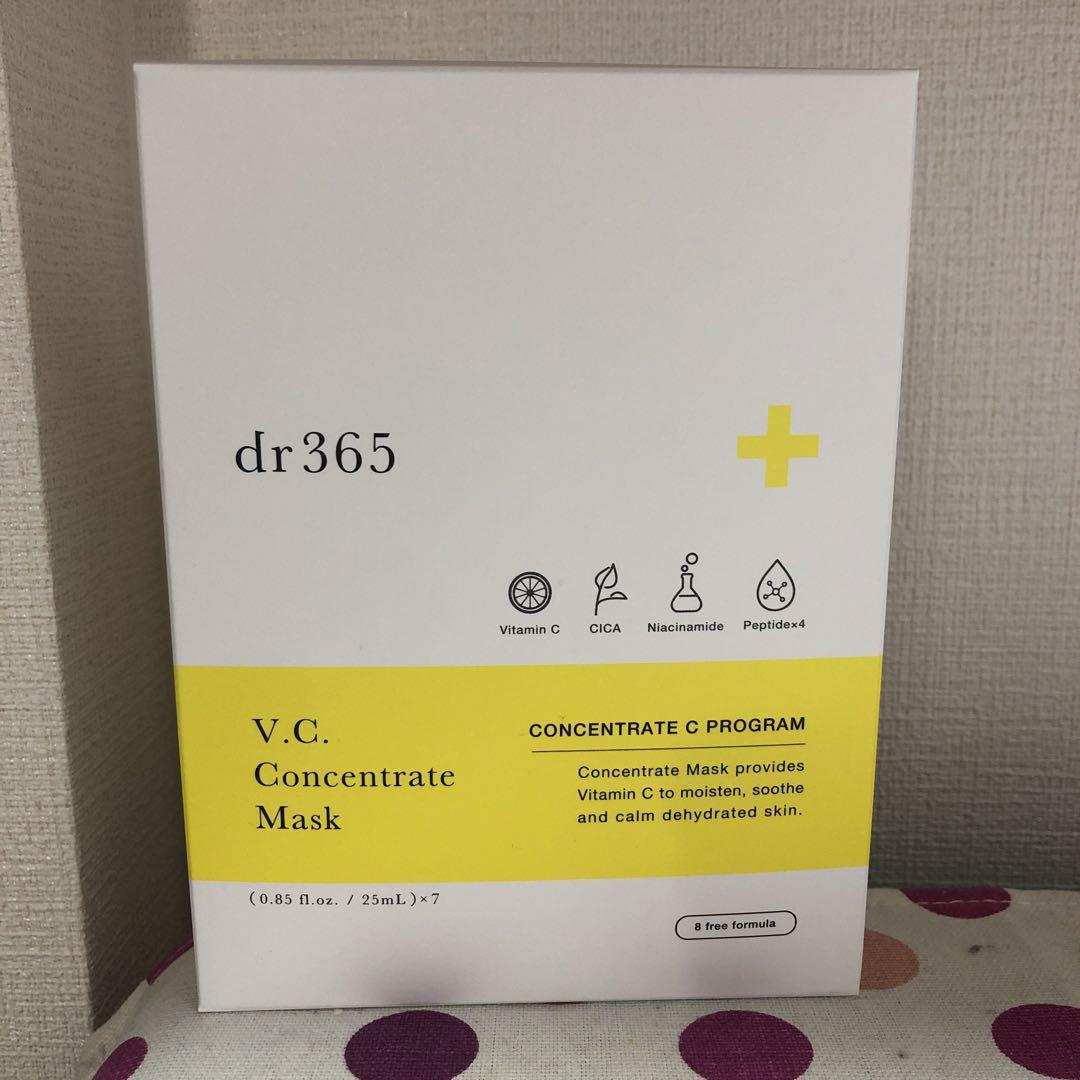 dr365
Vitamin C
CICA
Niacinamide
Peptide×4
V.C.
Concentrate
Mask
CONCENTRATE C PROGRAM
Concentrate Mask provides
Vitamin C to moisten, soothe
and calm dehydrated skin.
(0.85 fl.oz. / 25mL)×7
8 free formula